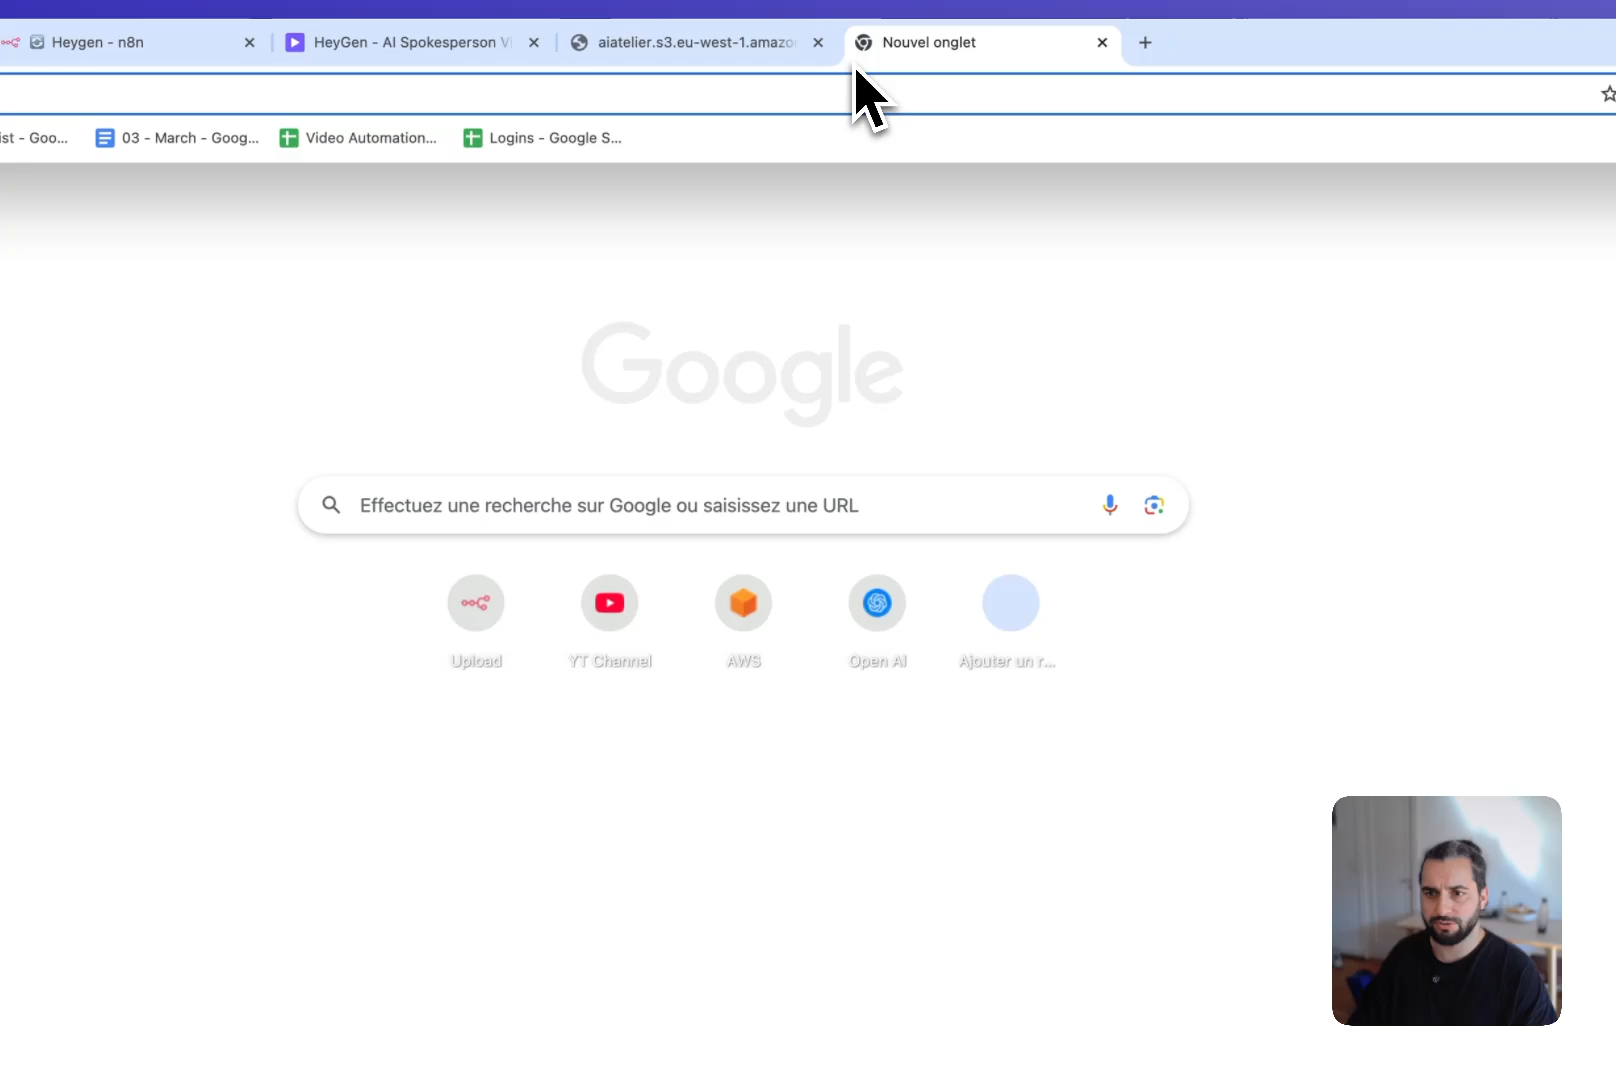 Heygen - n8n
HeyGen - AI Spokesperson Vi
aiatelier.s3.eu-west-1.amazo
Nouvel onglet
ist - Goo...
03 - March - Goog...
Video Automation...
Logins - Google S...
Google
Effectuez une recherche sur Google ou saisissez une URL
Upload
YT Channel
AWS
Open AI
Ajouter un r...